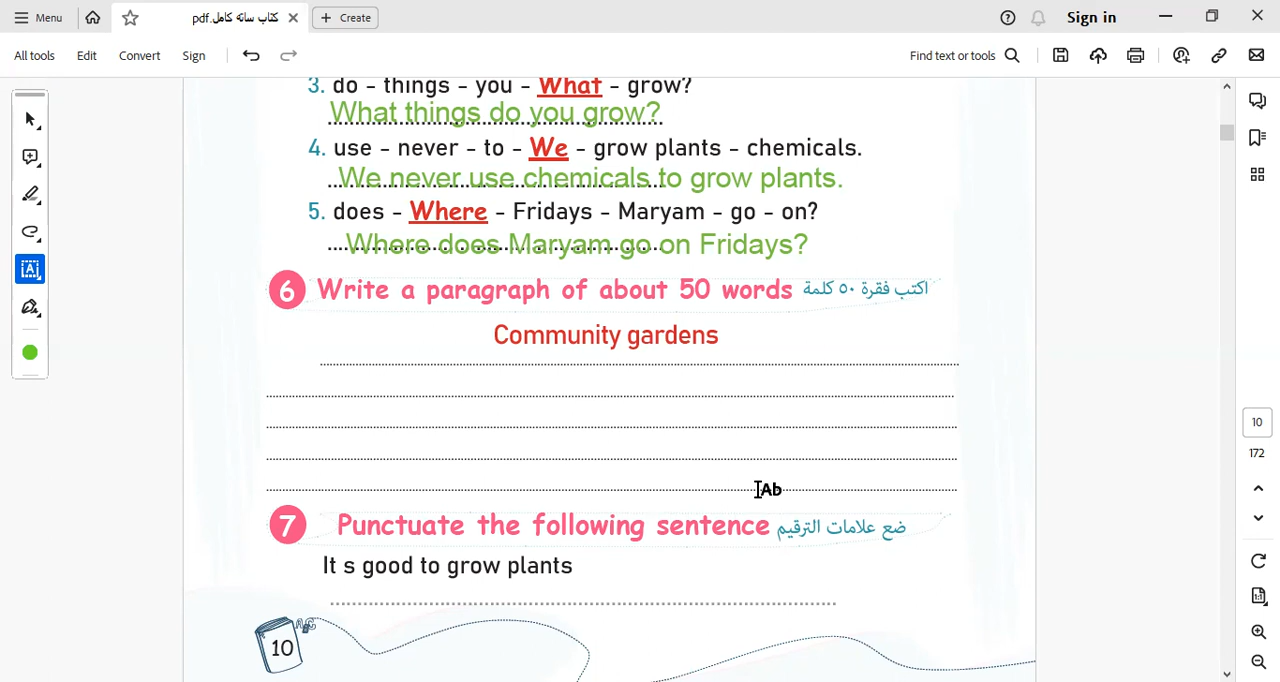 Menu
كتاب ساته كامل.pdf
Create
Sign in
All tools
Edit
Convert
Sign
Find text or tools
3. do - things - you - What - grow?
What things do you grow?
4. use - never - to - We - grow plants - chemicals.
We never use chemicals to grow plants.
5. does - Where - Fridays - Maryam - go - on?
Where does Maryam go on Fridays?
6 Write a paragraph of about 50 words اكتب فقرة ٥٠ كلمة
Community gardens
Ab
7 Punctuate the following sentence ضع علامات الترقيم
It s good to grow plants
10
10
172